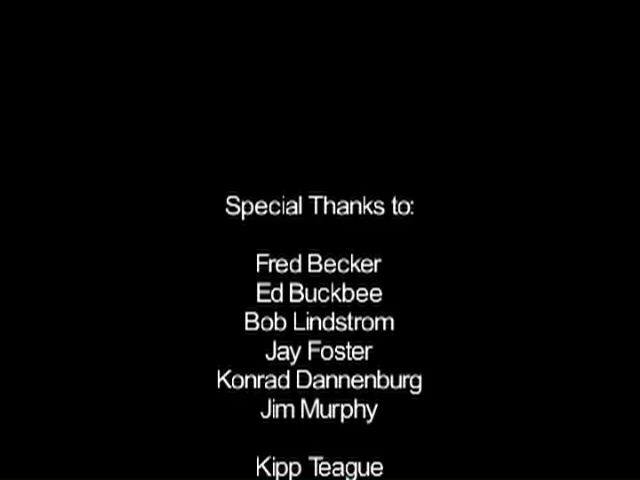 Special Thanks to:
Fred Becker
Ed Buckbee
Bob Lindstrom
Jay Foster
Konrad Dannenburg
Jim Murphy
Kipp Teague